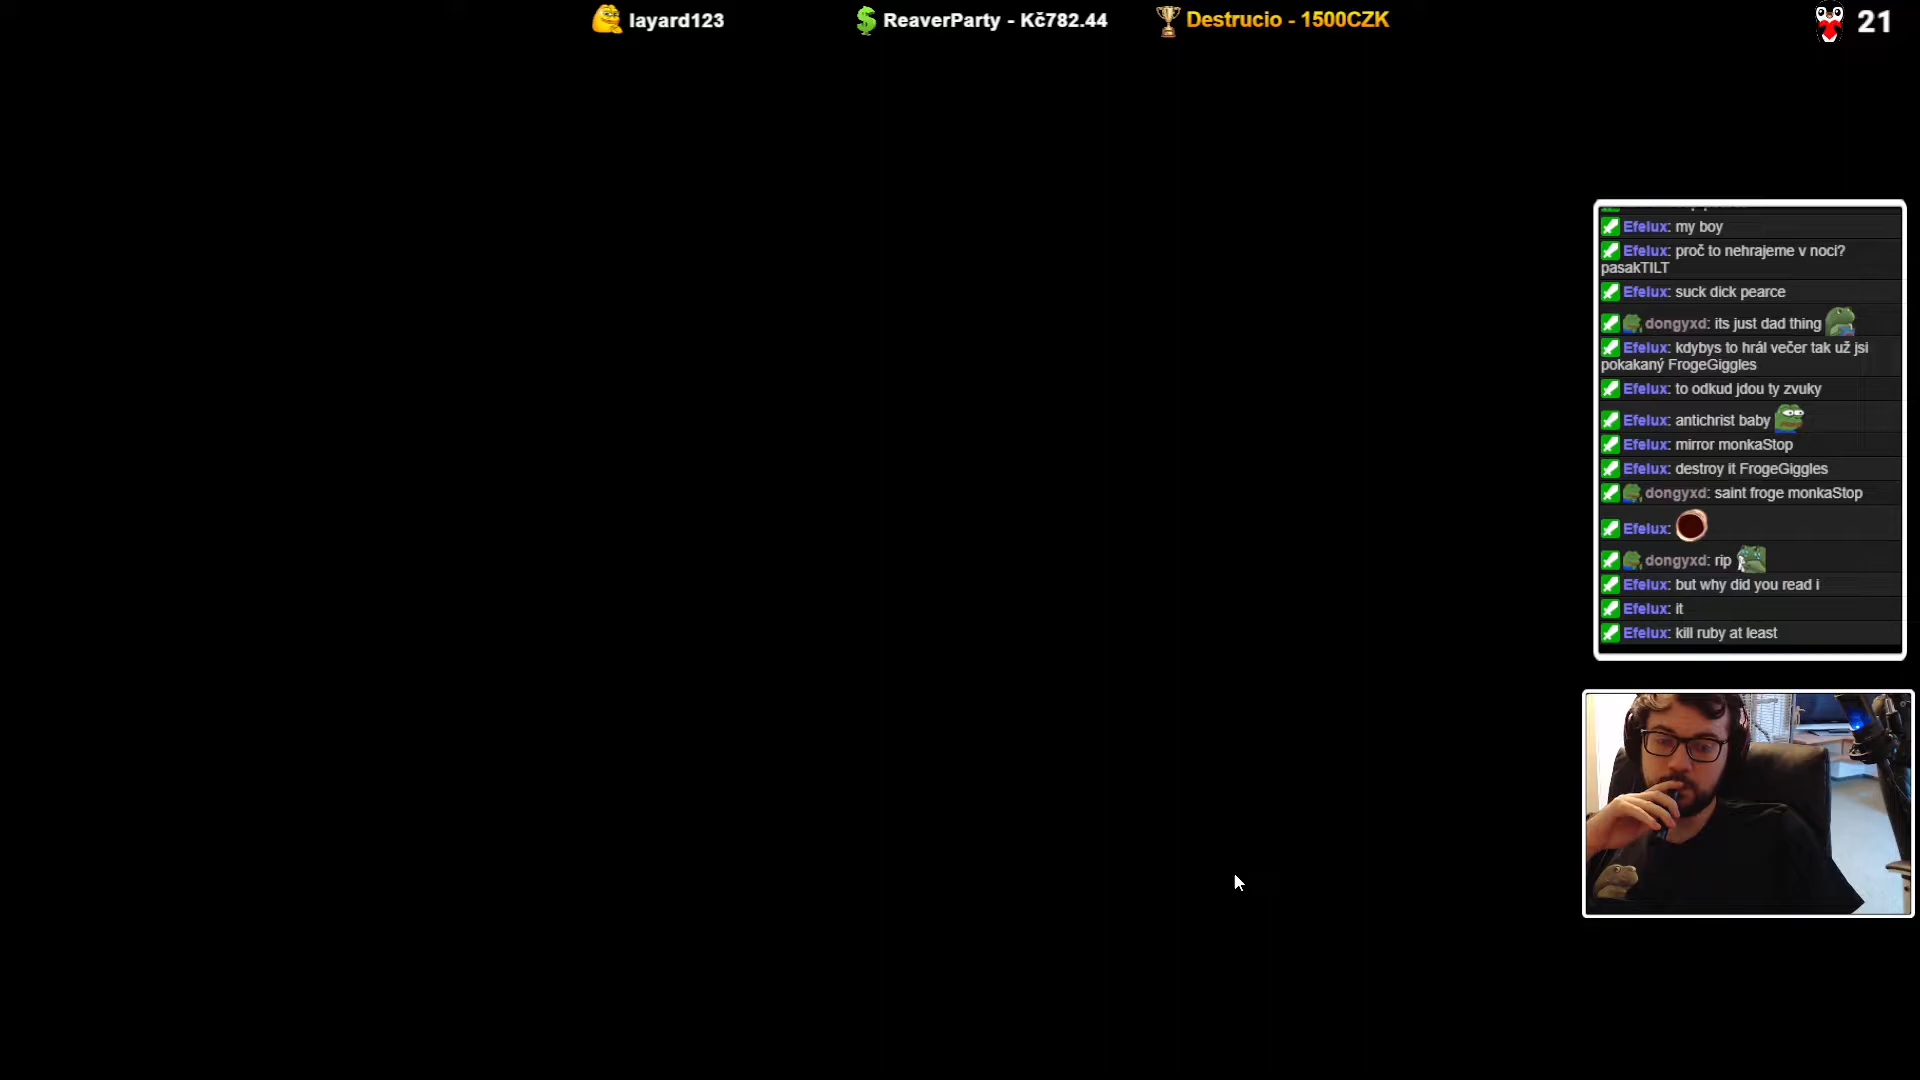 layard123
ReaverParty - Kč782.44
Destrucio - 1500CZK
21
Efelux: my boy
Efelux: proč to nehrajeme v noci?
pasakTILT
Efelux: suck dick pearce
dongyxd: its just dad thing
Efelux: kdybys to hrál večer tak už jsi
pokakaný FrogeGiggles
Efelux: to odkud jdou ty zvuky
Efelux: antichrist baby
Efelux: mirror monkaStop
Efelux: destroy it FrogeGiggles
dongyxd: saint froge monkaStop
Efelux:
dongyxd: rip
Efelux: but why did you read i
Efelux: it
Efelux: kill ruby at least